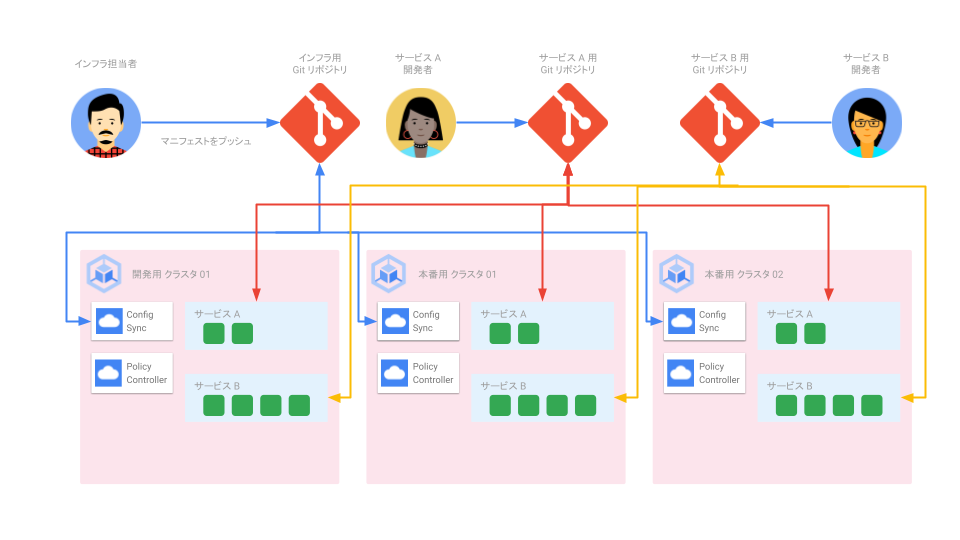 インフラ担当者
インフラ用
Git リポジトリ
サービス A
開発者
サービス A 用
Git リポジトリ
サービス B 用
Git リポジトリ
サービス B
開発者
マニフェストをプッシュ
開発用 クラスタ 01
Config
Sync
Policy
Controller
サービス A
サービス B
本番用 クラスタ 01
Config
Sync
Policy
Controller
サービス A
サービス B
本番用 クラスタ 02
Config
Sync
Policy
Controller
サービス A
サービス B